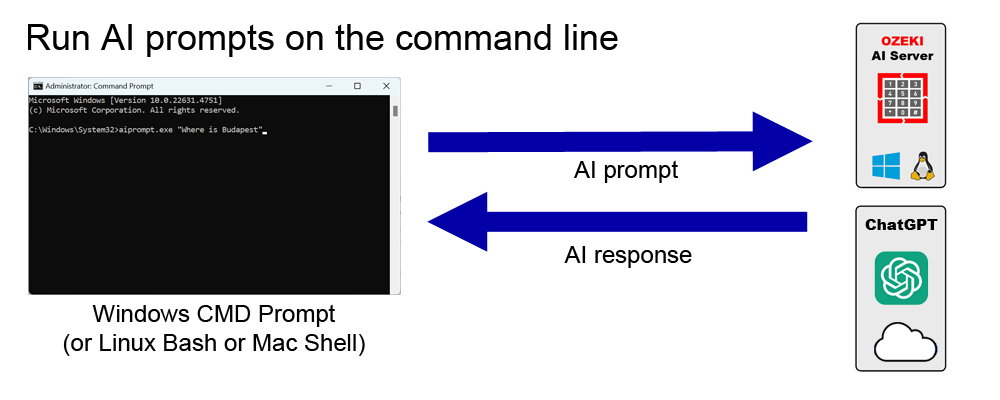 Run AI prompts on the command line
Administrator: Command Prompt
Microsoft Windows [Version 10.0.22631.4751]
(c) Microsoft Corporation. All rights reserved.
C:\Windows\System32>aiprompt.exe "Where is Budapest"_
Windows CMD Prompt
(or Linux Bash or Mac Shell)
AI prompt
AI response
OZEKI
AI Server
1 2 3
4 5 6
7 8 9
* 0 #
ChatGPT